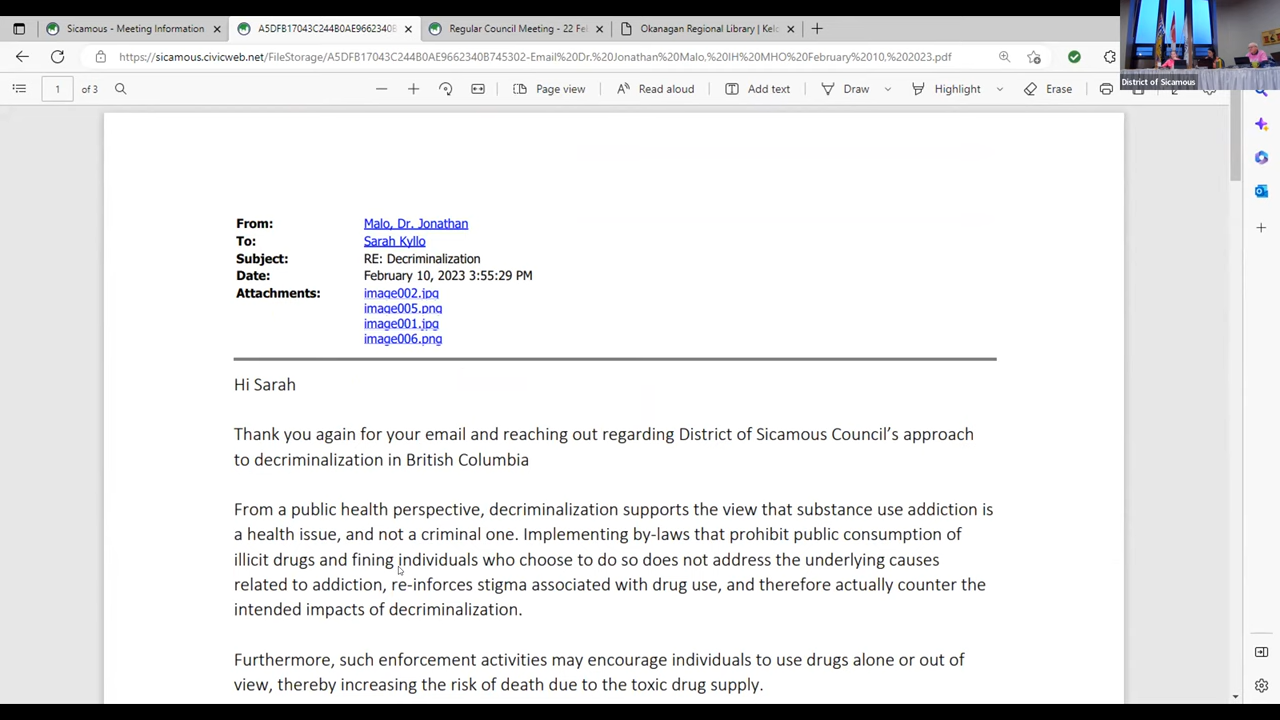 Sicamous - Meeting Information
A5DFB17043C244B0AE9662340B
Regular Council Meeting - 22 Fel
Okanagan Regional Library | Kelc
https://sicamous.civicweb.net/FileStorage/A5DFB17043C244B0AE9662340B745302-Email%20Dr.%20Jonathan%20Malo,%20IH%20MHO%20February%2010,%202023.pdf
District of Sicamous
1 of 3
Page view
Read aloud
Add text
Draw
Highlight
Erase
From: Malo, Dr. Jonathan
To: Sarah Kyllo
Subject: RE: Decriminalization
Date: February 10, 2023 3:55:29 PM
Attachments: image002.jpg
image005.png
image001.jpg
image006.png
Hi Sarah
Thank you again for your email and reaching out regarding District of Sicamous Council's approach
to decriminalization in British Columbia
From a public health perspective, decriminalization supports the view that substance use addiction is
a health issue, and not a criminal one. Implementing by-laws that prohibit public consumption of
illicit drugs and fining individuals who choose to do so does not address the underlying causes
related to addiction, re-inforces stigma associated with drug use, and therefore actually counter the
intended impacts of decriminalization.
Furthermore, such enforcement activities may encourage individuals to use drugs alone or out of
view, thereby increasing the risk of death due to the toxic drug supply.